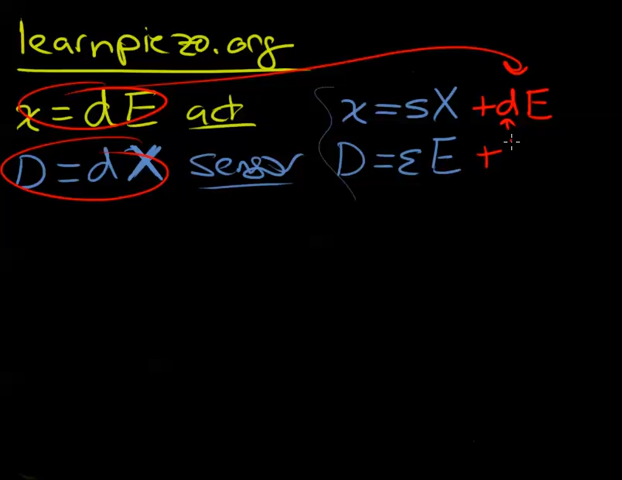 learnpiezo.org
x = dE act
D = dX sensor
x = sX + dE
D = εE +